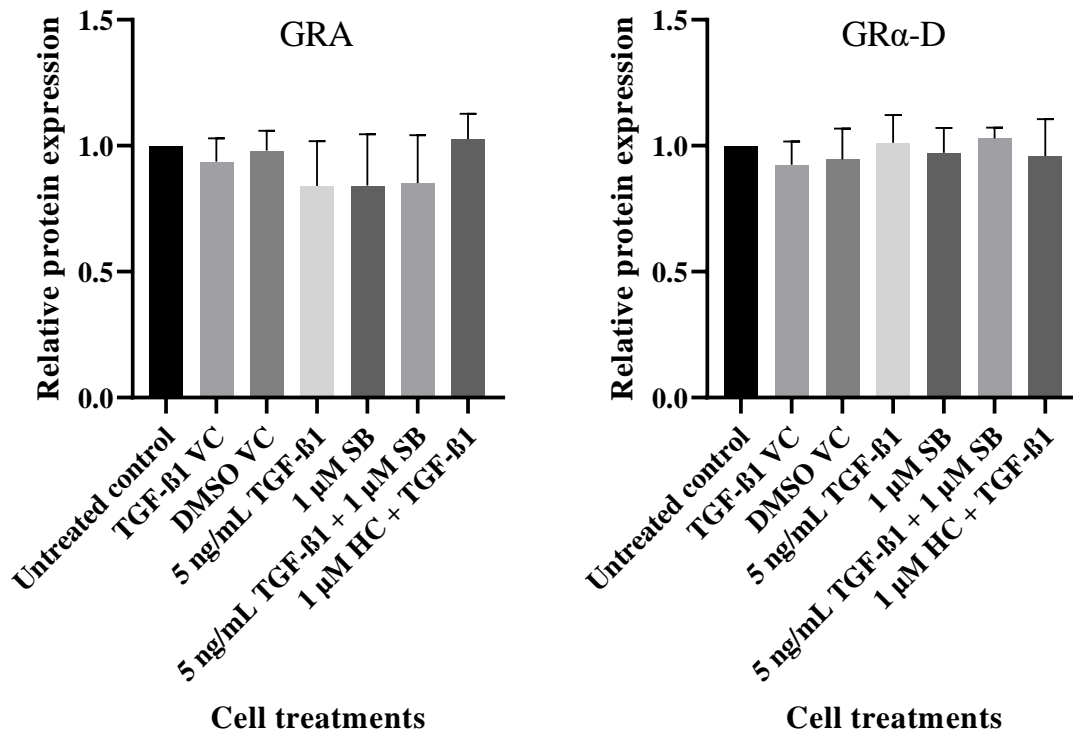 GRA
Relative protein expression
1.5
1.0
0.5
0.0
Untreated control
TGF-ß1 VC
DMSO VC
5 ng/mL TGF-ß1
1 µM SB
5 ng/mL TGF-ß1 + 1 µM SB
1 µM HC + TGF-ß1
Cell treatments
GRα-D
Relative protein expression
1.5
1.0
0.5
0.0
Untreated control
TGF-ß1 VC
DMSO VC
5 ng/mL TGF-ß1
1 µM SB
5 ng/mL TGF-ß1 + 1 µM SB
1 µM HC + TGF-ß1
Cell treatments